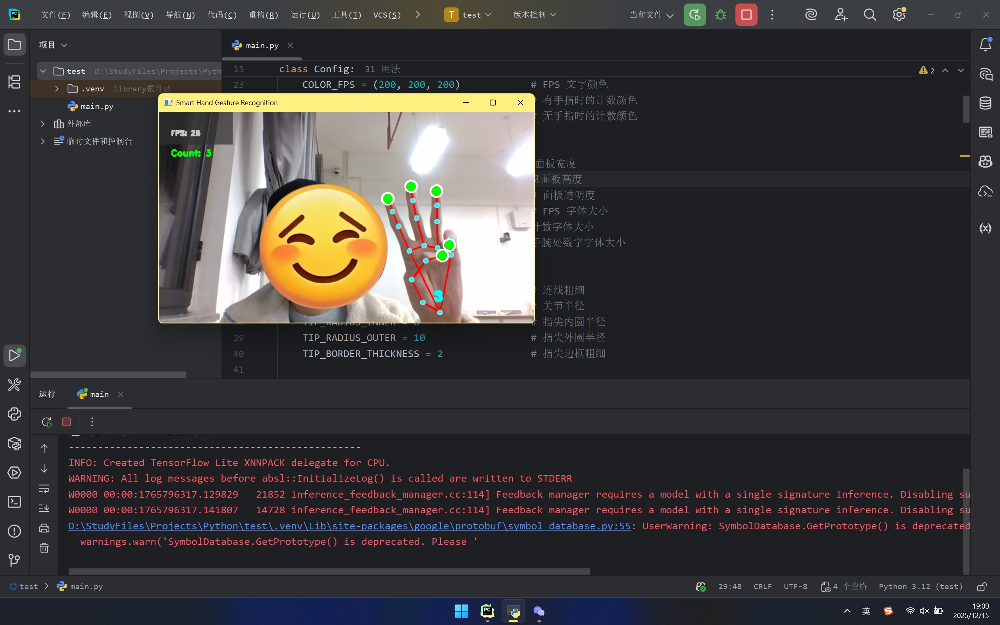 文件(F) 编辑(E) 视图(V) 导航(N) 代码(C) 重构(R) 运行(U) 工具(T) VCS(S) T test 版本控制 当前文件
项目
main.py
test D:\StudyFiles\Projects\Pyth
.venv library根目录
main.py
外部库
临时文件和控制台
15 class Config: 31 用法
2
23 COLOR_FPS = (200, 200, 200) # FPS 文字颜色
# 有手指时的计数颜色
# 无手指时的计数颜色
面板宽度
息面板高度
# 面板透明度
# FPS 字体大小
计数字体大小
手腕处数字字体大小
# 连线粗细
# 关节半径
# 指尖内圆半径
39 TIP_RADIUS_OUTER = 10 # 指尖外圆半径
40 TIP_BORDER_THICKNESS = 2 # 指尖边框粗细
41
Smart Hand Gesture Recognition
FPS: 26
Count: 3
3
运行 main
--------------------------------------------------
INFO: Created TensorFlow Lite XNNPACK delegate for CPU.
WARNING: All log messages before absl::InitializeLog() is called are written to STDERR
W0000 00:00:1765796317.129829 21852 inference_feedback_manager.cc:114] Feedback manager requires a model with a single signature inference. Disabling su
W0000 00:00:1765796317.141807 14728 inference_feedback_manager.cc:114] Feedback manager requires a model with a single signature inference. Disabling su
D:\StudyFiles\Projects\Python\test\.venv\Lib\site-packages\google\protobuf\symbol_database.py:55: UserWarning: SymbolDatabase.GetPrototype() is deprecated
warnings.warn('SymbolDatabase.GetPrototype() is deprecated. Please '
test main.py
29:48 CRLF UTF-8 4 个空格 Python 3.12 (test)
英
19:00
2025/12/15